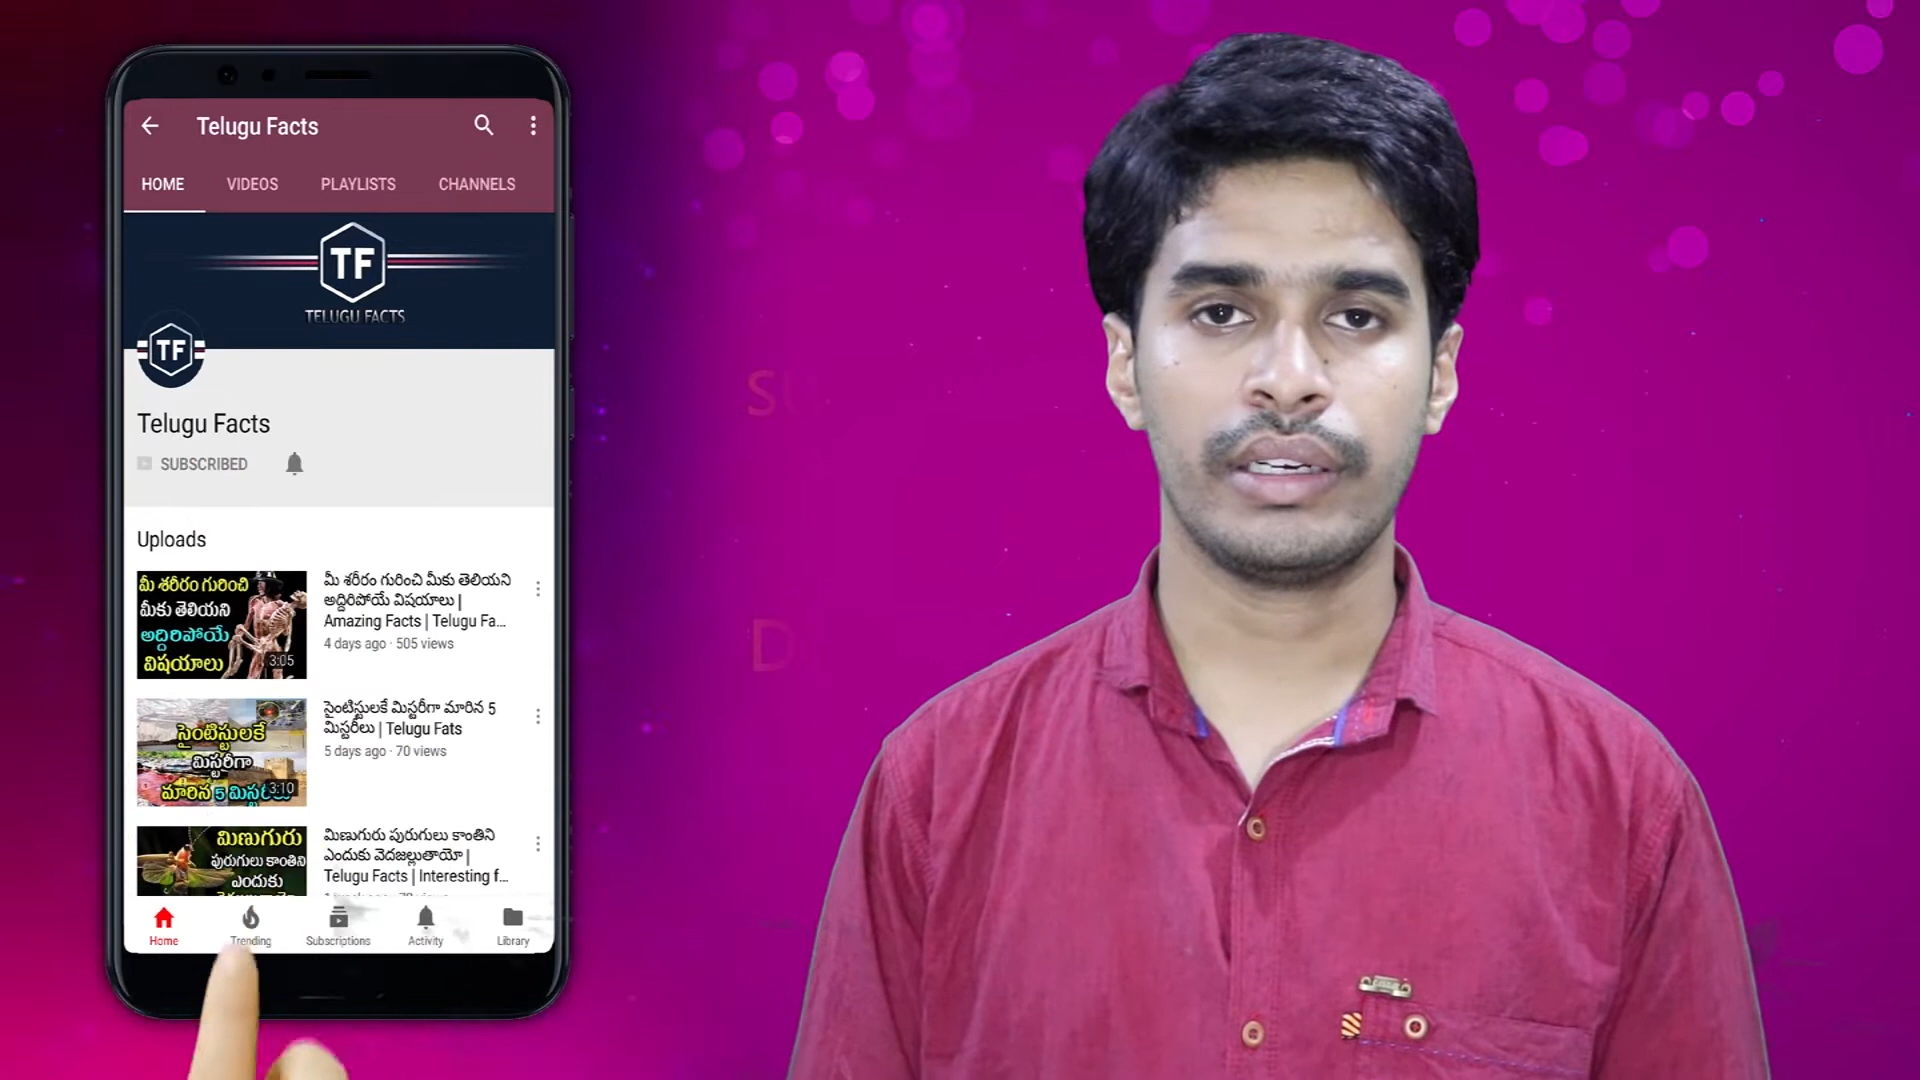 Telugu Facts
HOME VIDEOS PLAYLISTS CHANNELS
TF
TELUGU FACTS
TF
Telugu Facts
SUBSCRIBED
Uploads
మీ శరీరం గురించి
మీకు తెలియని
అద్దిరిపోయే
విషయాలు
3:05
మీ శరీరం గురించి మీకు తెలియని
అద్దిరిపోయే విషయాలు |
Amazing Facts | Telugu Fa...
4 days ago · 505 views
సైంటిస్టులకే
మిస్టరీగా
మారిన 5
3:10
సైంటిస్టులకే మిస్టరీగా మారిన 5
మిస్టరీలు | Telugu Fats
5 days ago · 70 views
మిణుగురు
పురుగులు కాంతిని
ఎందుకు
మిణుగురు పురుగులు కాంతిని
ఎందుకు వెదజల్లుతాయో |
Telugu Facts | Interesting f...
Home Trending Subscriptions Activity Library